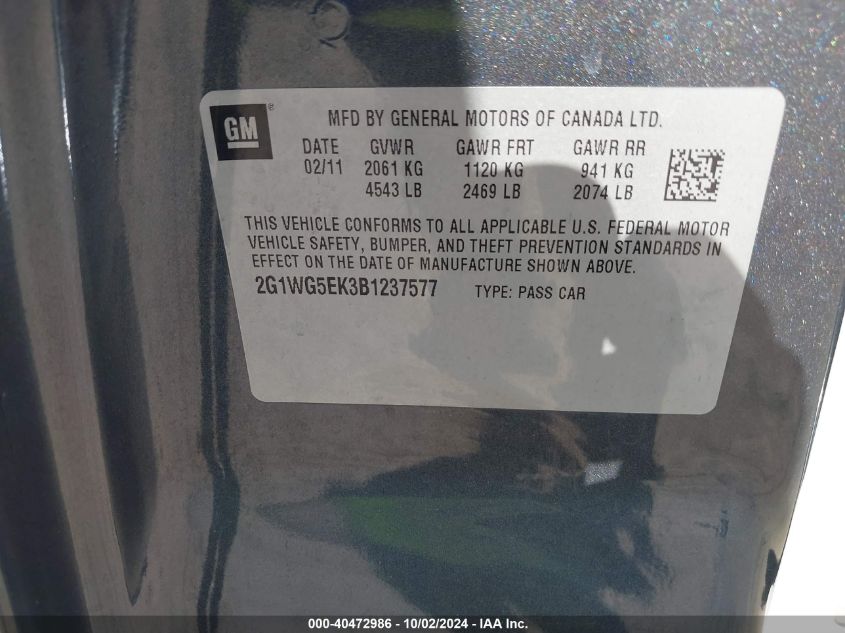 GM ®
MFD BY GENERAL MOTORS OF CANADA LTD.
DATE GVWR GAWR FRT GAWR RR
02/11 2061 KG 1120 KG 941 KG
4543 LB 2469 LB 2074 LB
THIS VEHICLE CONFORMS TO ALL APPLICABLE U.S. FEDERAL MOTOR
VEHICLE SAFETY, BUMPER, AND THEFT PREVENTION STANDARDS IN
EFFECT ON THE DATE OF MANUFACTURE SHOWN ABOVE.
2G1WG5EK3B1237577 TYPE: PASS CAR
000-40472986 - 10/02/2024 - IAA Inc.